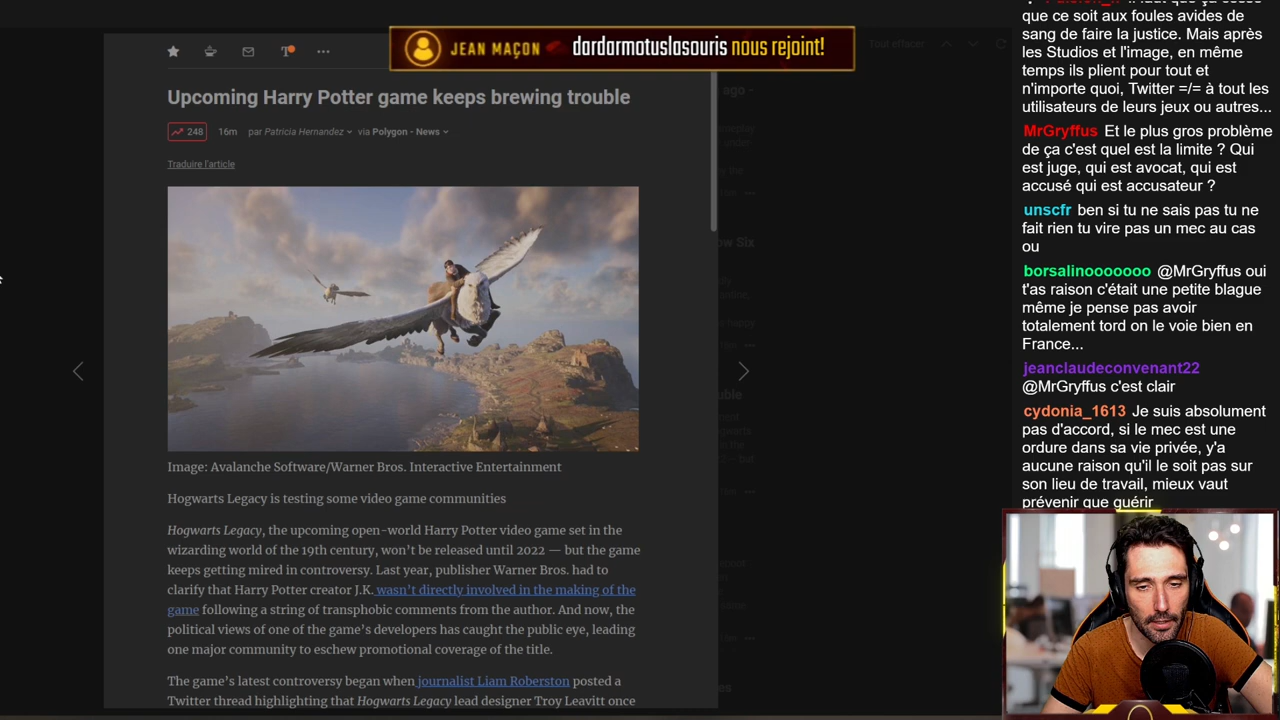 JEAN MAÇON dardarmotuslasouris nous rejoint!
Tout effacer
Upcoming Harry Potter game keeps brewing trouble
248 16m par Patricia Hernandez via Polygon - News
Traduire l'article
Image: Avalanche Software/Warner Bros. Interactive Entertainment
Hogwarts Legacy is testing some video game communities
Hogwarts Legacy, the upcoming open-world Harry Potter video game set in the
wizarding world of the 19th century, won't be released until 2022 — but the game
keeps getting mired in controversy. Last year, publisher Warner Bros. had to
clarify that Harry Potter creator J.K. wasn't directly involved in the making of the
game following a string of transphobic comments from the author. And now, the
political views of one of the game's developers has caught the public eye, leading
one major community to eschew promotional coverage of the title.
The game's latest controversy began when journalist Liam Roberston posted a
Twitter thread highlighting that Hogwarts Legacy lead designer Troy Leavitt once
ago
que ce soit aux foules avides de
sang de faire la justice. Mais après
les Studios et l'image, en même
temps ils plient pour tout et
n'importe quoi, Twitter =/= à tout les
utilisateurs de leurs jeux ou autres...
MrGryffus Et le plus gros problème
de ça c'est quel est la limite ? Qui
est juge, qui est avocat, qui est
accusé qui est accusateur ?
unscfr ben si tu ne sais pas tu ne
fait rien tu vire pas un mec au cas
ou
borsalinooooooo @MrGryffus oui
t'as raison c'était une petite blague
même je pense pas avoir
totalement tord on le voie bien en
France...
jeanclaudeconvenant22
@MrGryffus c'est clair
cydonia_1613 Je suis absolument
pas d'accord, si le mec est une
ordure dans sa vie privée, y'a
aucune raison qu'il le soit pas sur
son lieu de travail, mieux vaut
prévenir que guérir